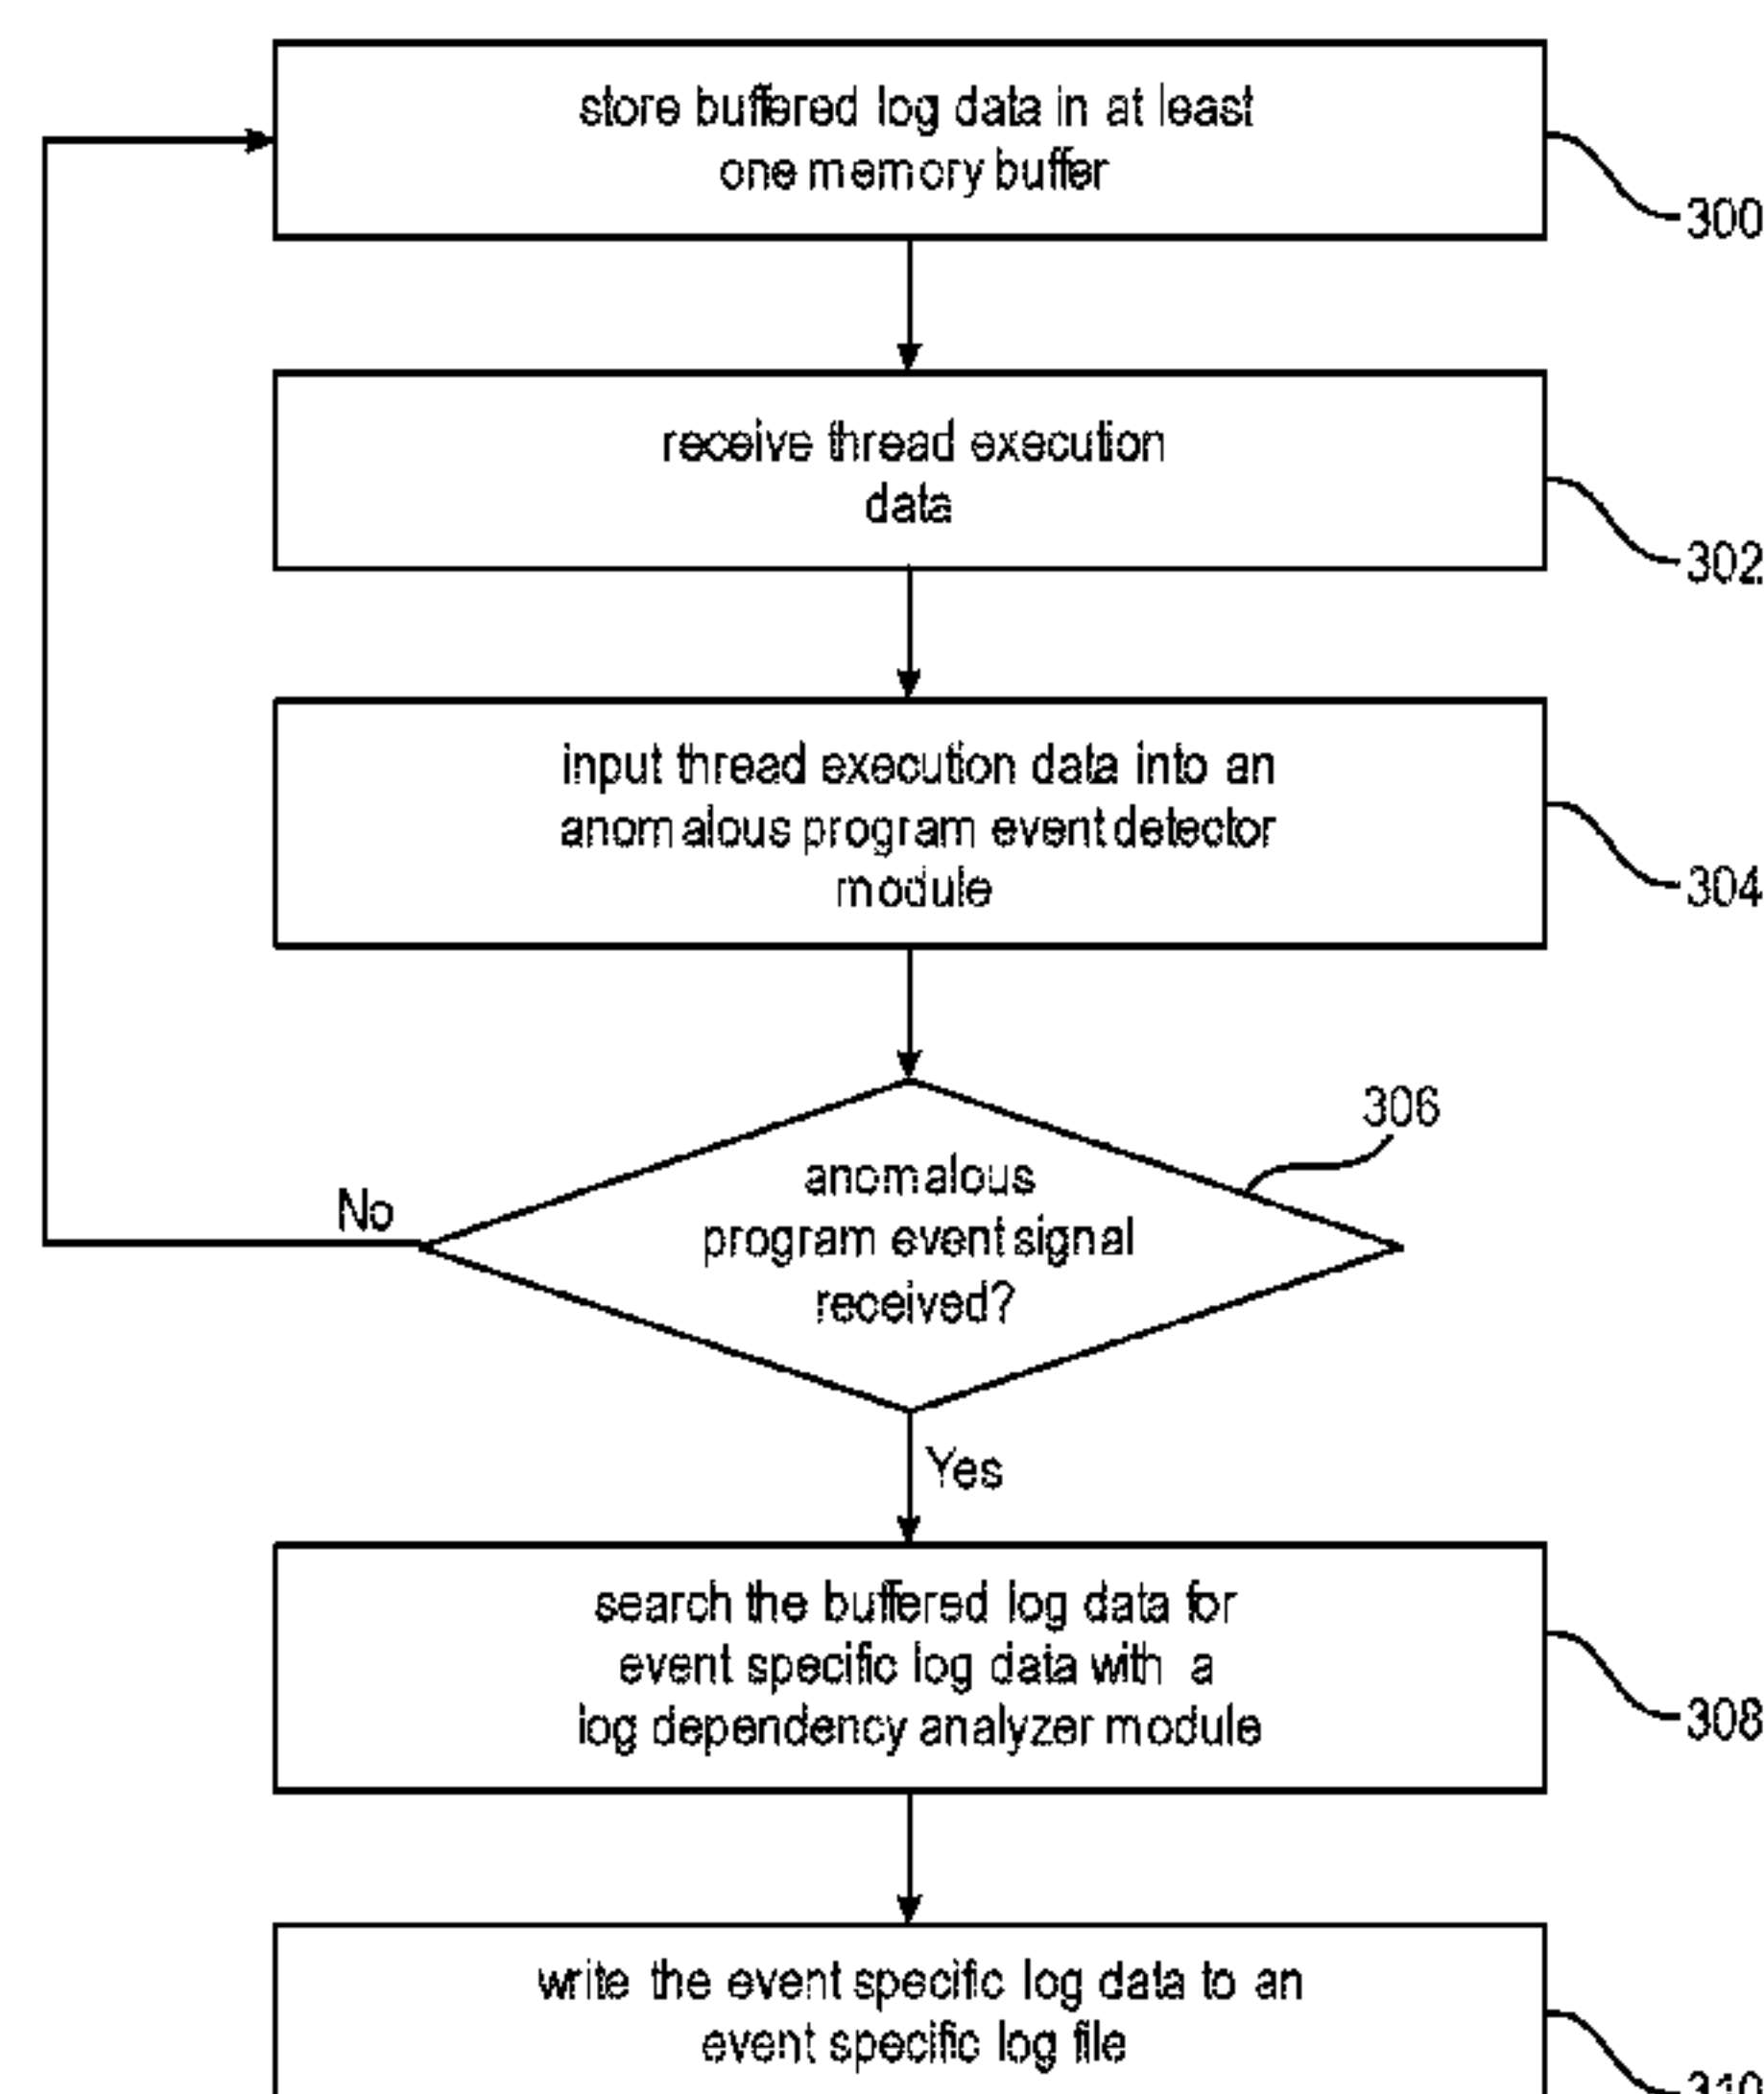 store buffered log data in at least
one memory buffer
300
receive thread execution
data
302
input thread execution data into an
anomalous program event detector
module
304
306
anomalous
program event signal
received?
No
Yes
search the buffered log data for
event specific log data with a
log dependency analyzer module
308
write the event specific log data to an
event specific log file
310